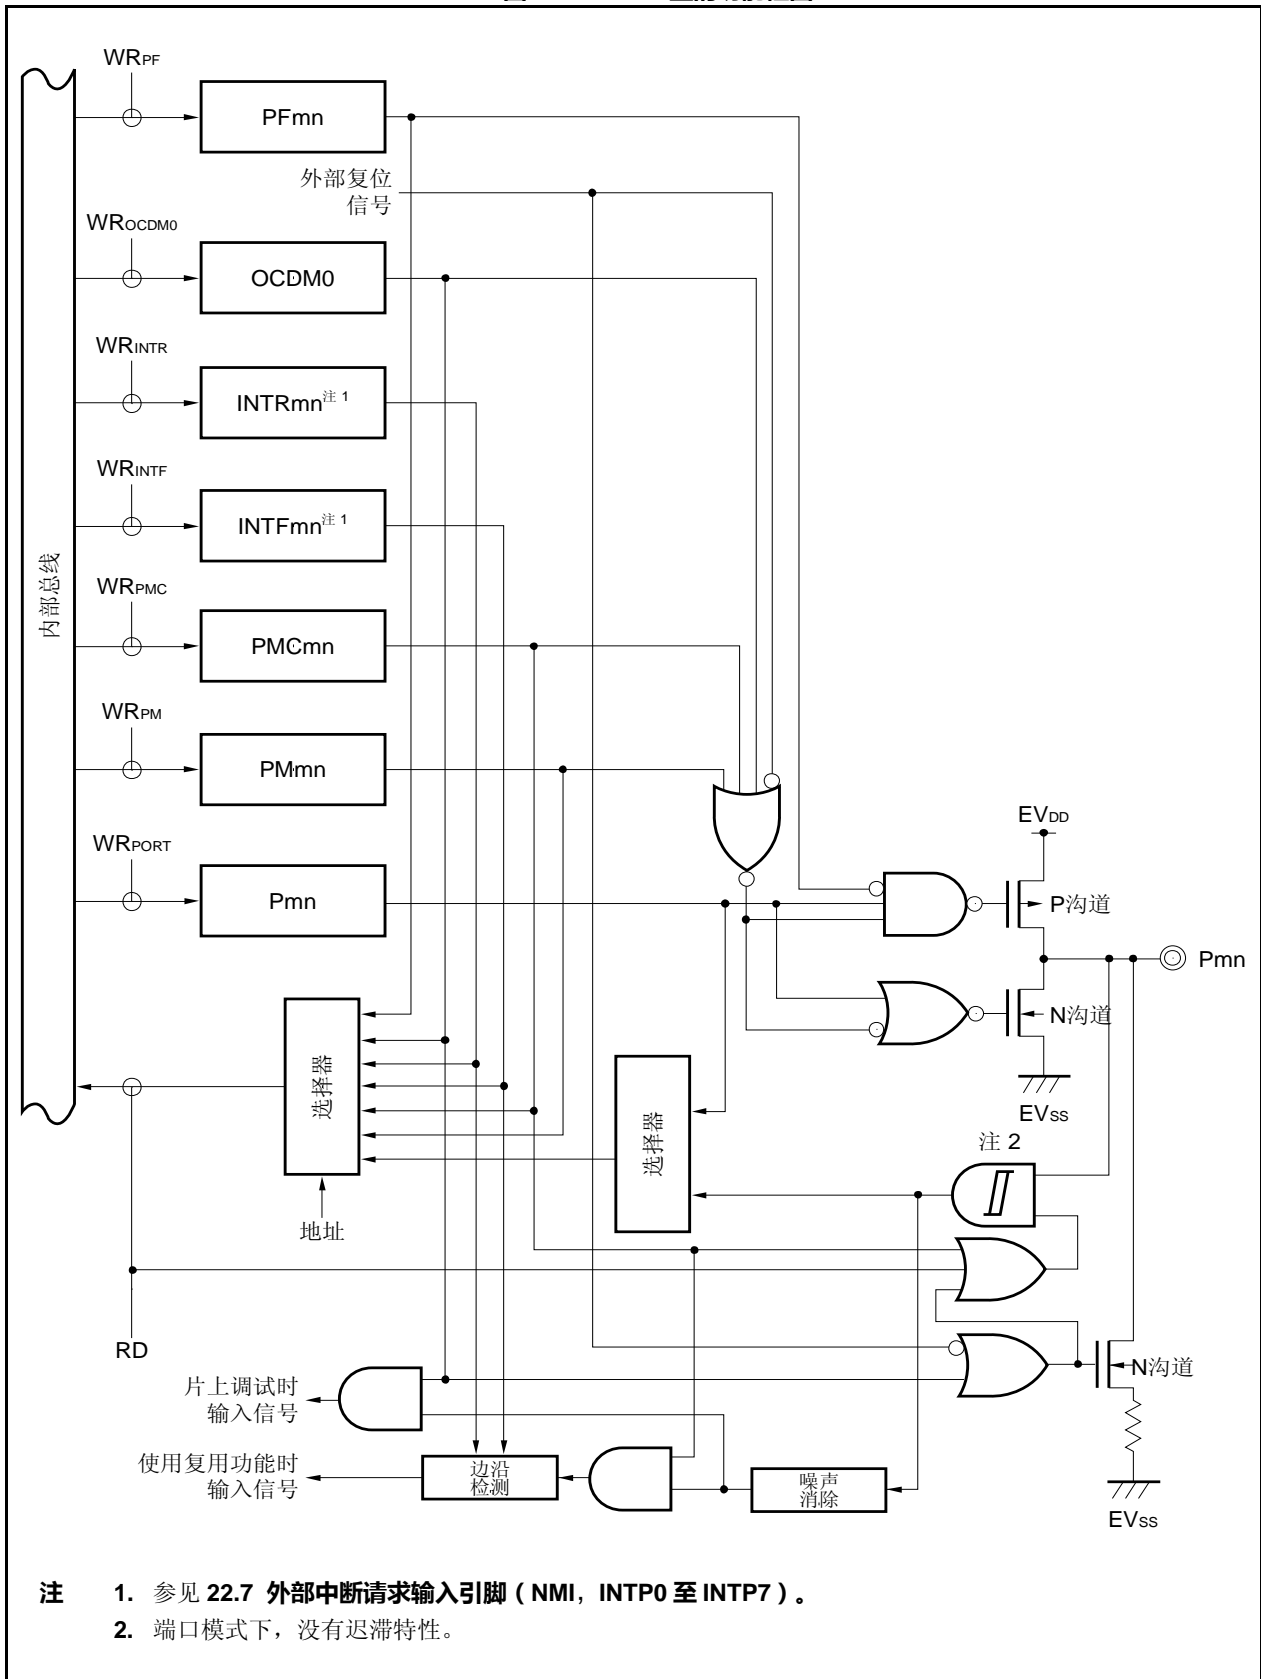 WRPF
PFmn
外部复位
信号
WROCDM0
OCDM0
WRINTR
INTRmn注 1
WRINTF
INTFmn注 1
内部总线
WRPMC
PMCmn
WRPM
PMmn
WRPORT
Pmn
EVDD
P沟道
Pmn
N沟道
EVSS
选择器
选择器
注 2
地址
RD
N沟道
片上调试时
输入信号
使用复用功能时
输入信号
边沿
检测
噪声
消除
EVSS
注 1. 参见 22.7 外部中断请求输入引脚（NMI，INTP0 至 INTP7）。
2. 端口模式下，没有迟滞特性。